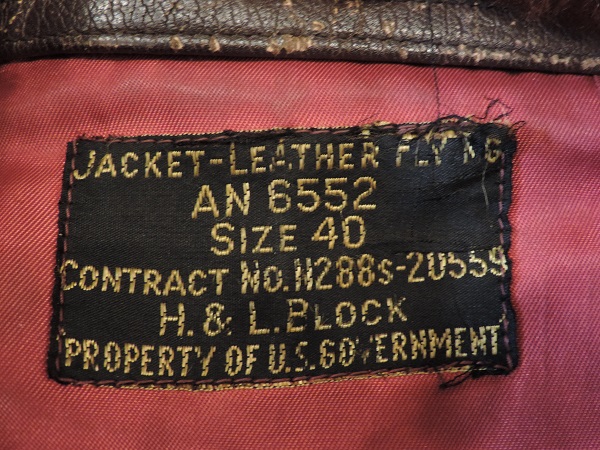 JACKET-LEATHER FLYING
AN 6552
SIZE 40
CONTRACT NO. N288S-20559
H. & L. BLOCK
PROPERTY OF U.S. GOVERNMENT